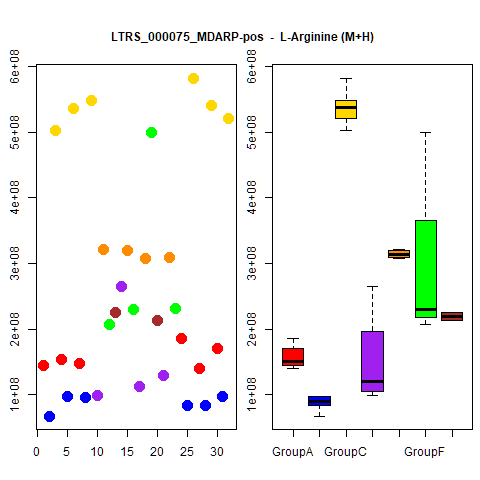 LTRS_000075_MDARP-pos - L-Arginine (M+H)
6e+08
5e+08
4e+08
3e+08
2e+08
1e+08
0 5 10 15 20 25 30
6e+08
5e+08
4e+08
3e+08
2e+08
1e+08
GroupA GroupC GroupF